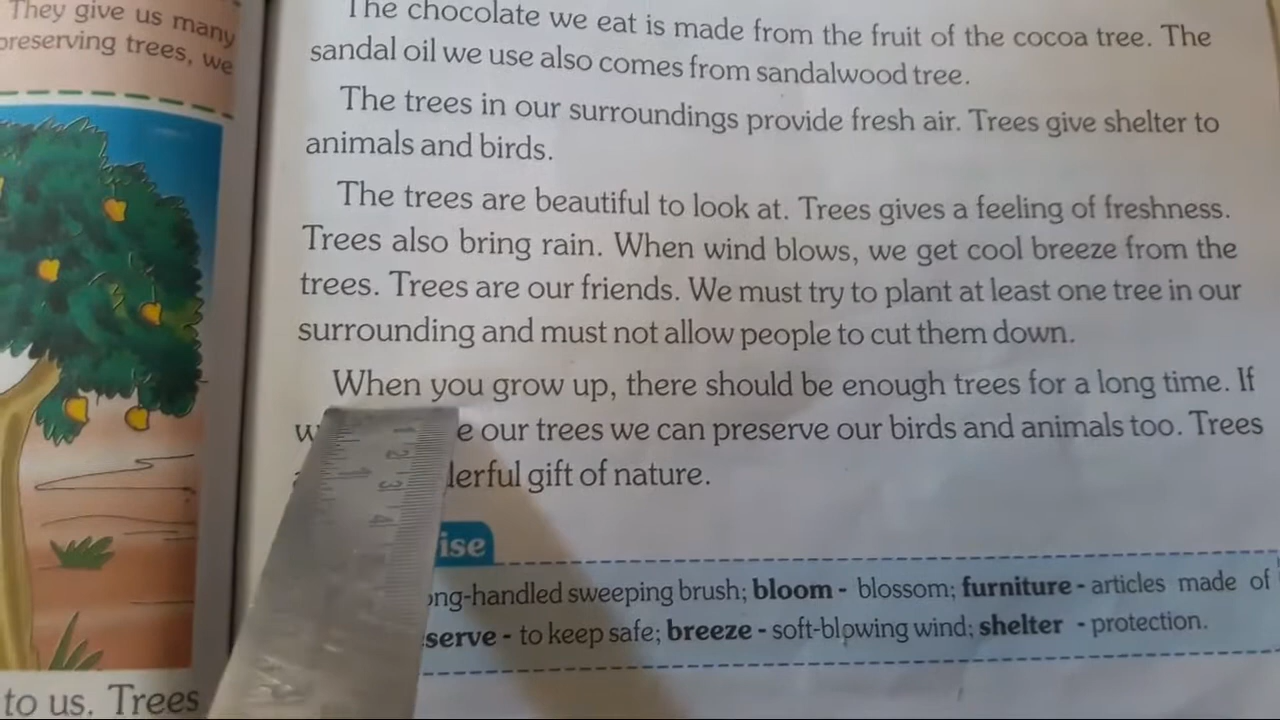 They give us many
preserving trees, we
to us. Trees
The chocolate we eat is made from the fruit of the cocoa tree. The
sandal oil we use also comes from sandalwood tree.
The trees in our surroundings provide fresh air. Trees give shelter to
animals and birds.
The trees are beautiful to look at. Trees gives a feeling of freshness.
Trees also bring rain. When wind blows, we get cool breeze from the
trees. Trees are our friends. We must try to plant at least one tree in our
surrounding and must not allow people to cut them down.
When you grow up, there should be enough trees for a long time. If
our trees we can preserve our birds and animals too. Trees
gift of nature.
sweeping brush; bloom - blossom; furniture - articles made of
- to keep safe; breeze - soft-blowing wind; shelter - protection.
1 2 3 4
1